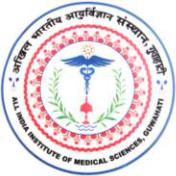 अखिल भारतीय आयुर्विज्ञान संस्थान, गुवाहाटी
ALL INDIA INSTITUTE OF MEDICAL SCIENCES, GUWAHATI